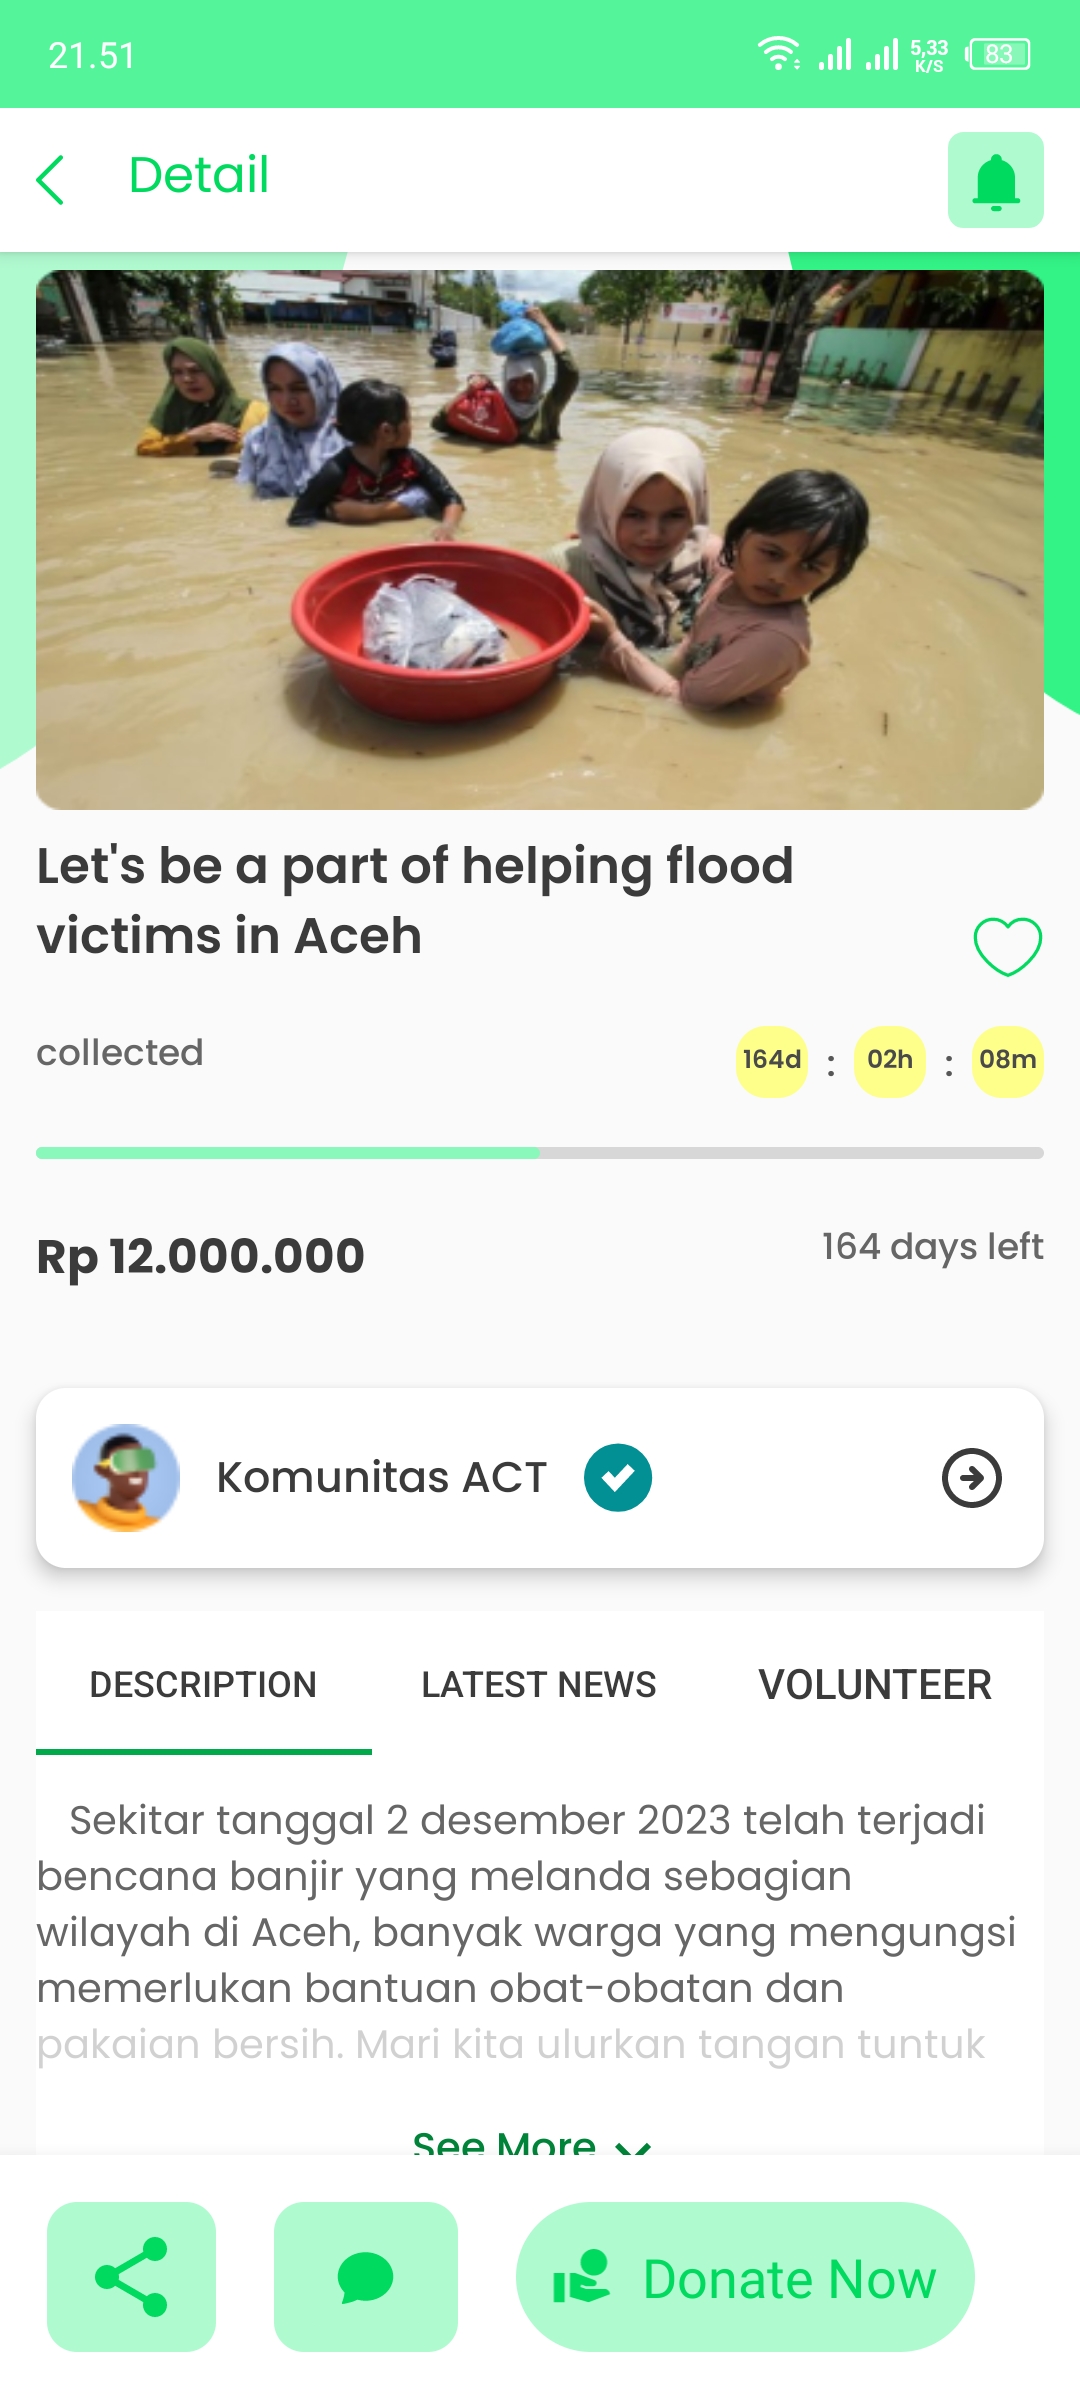 21.51
5,33
K/S
83
Detail
Let's be a part of helping flood
victims in Aceh
collected
164d : 02h : 08m
Rp 12.000.000
164 days left
Komunitas ACT
DESCRIPTION
LATEST NEWS
VOLUNTEER
Sekitar tanggal 2 desember 2023 telah terjadi
bencana banjir yang melanda sebagian
wilayah di Aceh, banyak warga yang mengungsi
memerlukan bantuan obat-obatan dan
pakaian bersih. Mari kita ulurkan tangan tuntuk
See More
Donate Now